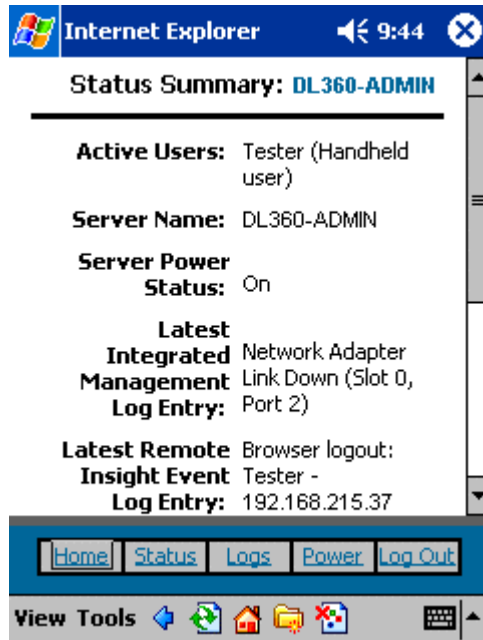 Internet Explorer 9:44
Status Summary: DL360-ADMIN
Active Users: Tester (Handheld
user)
Server Name: DL360-ADMIN
Server Power
Status: On
Latest
Integrated Network Adapter
Management Link Down (Slot 0,
Log Entry: Port 2)
Latest Remote Browser logout:
Insight Event Tester -
Log Entry: 192.168.215.37
Home Status Logs Power Log Out
View Tools